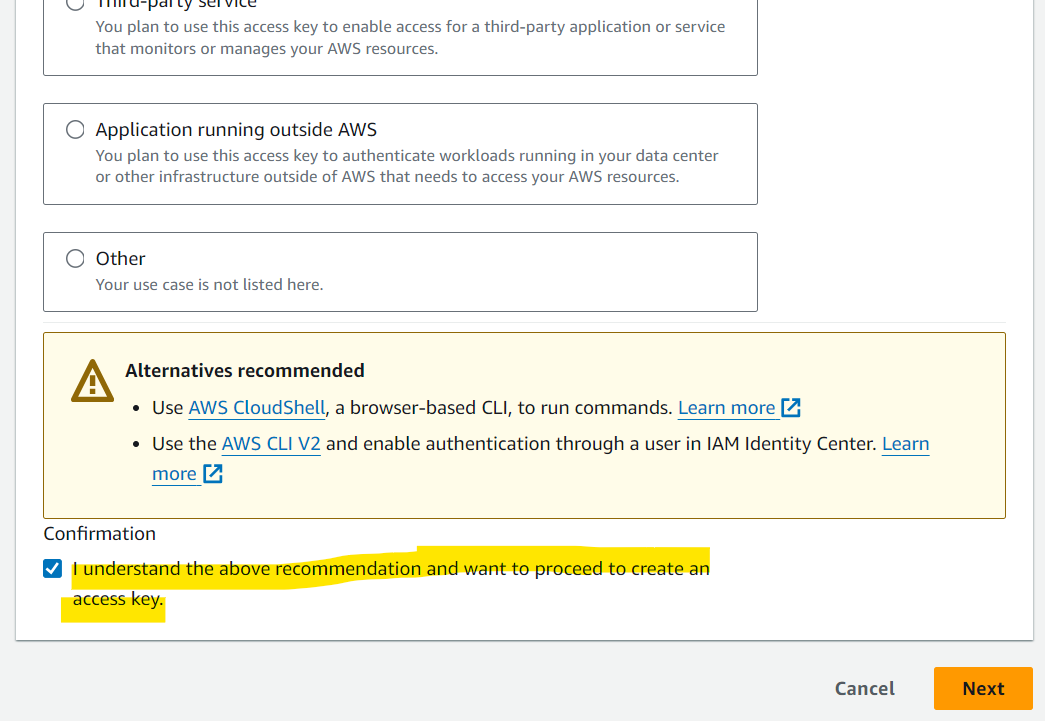 Third-party service
You plan to use this access key to enable access for a third-party application or service
that monitors or manages your AWS resources.
Application running outside AWS
You plan to use this access key to authenticate workloads running in your data center
or other infrastructure outside of AWS that needs to access your AWS resources.
Other
Your use case is not listed here.
Alternatives recommended
• Use AWS CloudShell, a browser-based CLI, to run commands. Learn more
• Use the AWS CLI V2 and enable authentication through a user in IAM Identity Center. Learn
more
Confirmation
I understand the above recommendation and want to proceed to create an
access key.
Cancel
Next